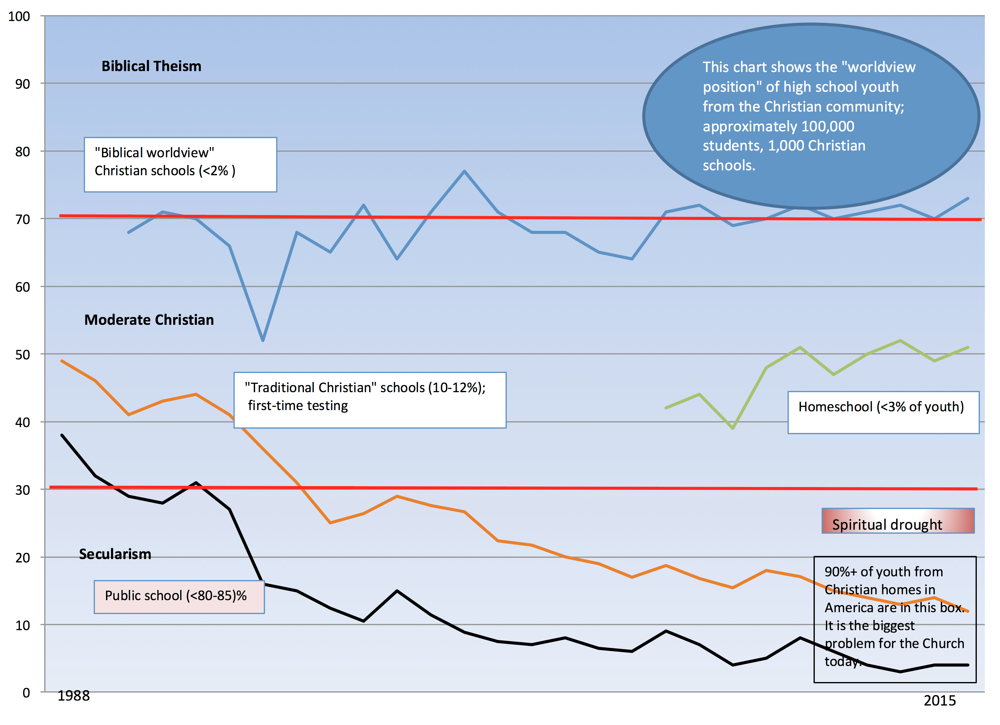 100
Biblical Theism
This chart shows the "worldview
position" of high school youth
from the Christian community;
approximately 100,000
students, 1,000 Christian
schools.
90
80
"Biblical worldview"
Christian schools (<2% )
70
60
Moderate Christian
50
"Traditional Christian" schools (10-12%);
first-time testing
Homeschool (<3% of youth)
40
30
Spiritual drought
Secularism
20
90%+ of youth from
Christian homes in
America are in this box.
It is the biggest
problem for the Church
today.
Public school (<80-85)%
10
0
1988
2015